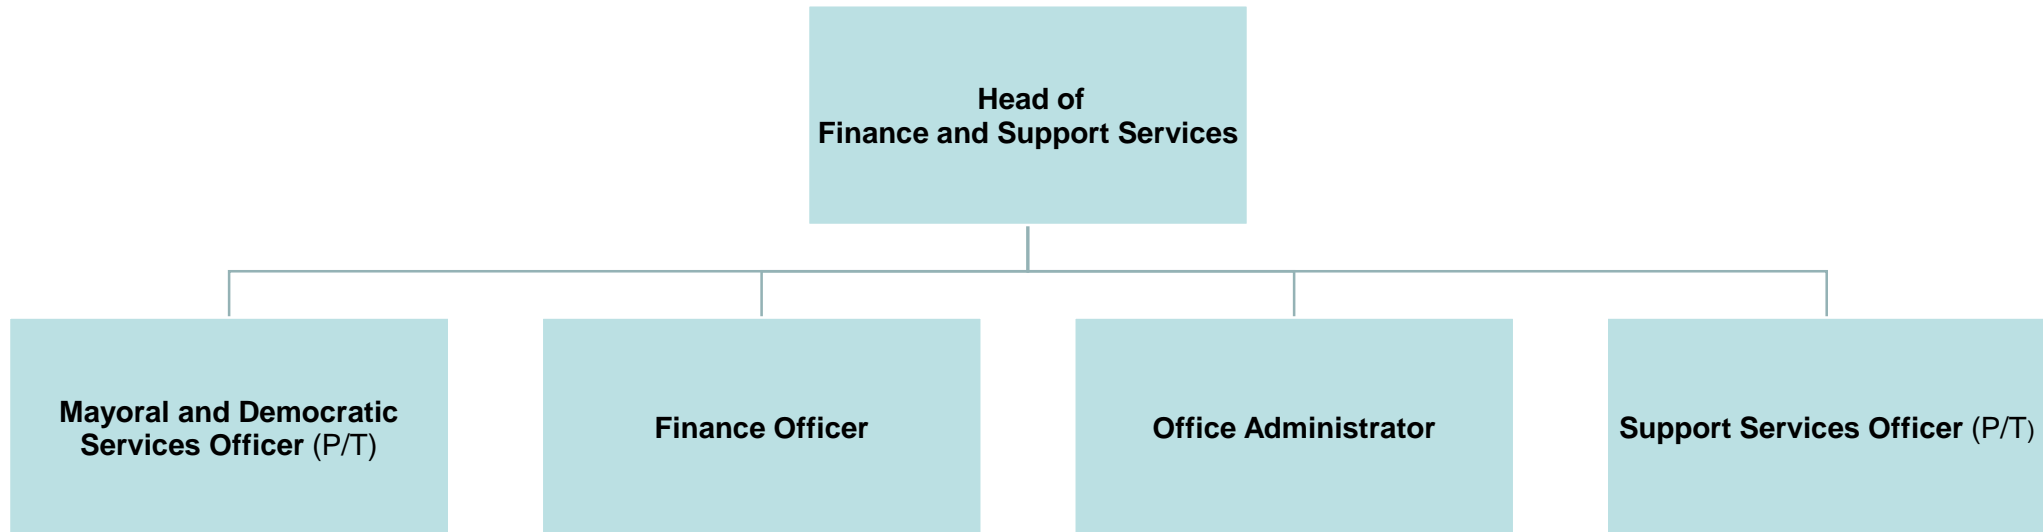 Head of
Finance and Support Services
Mayoral and Democratic
Services Officer (P/T)
Finance Officer
Office Administrator
Support Services Officer (P/T)